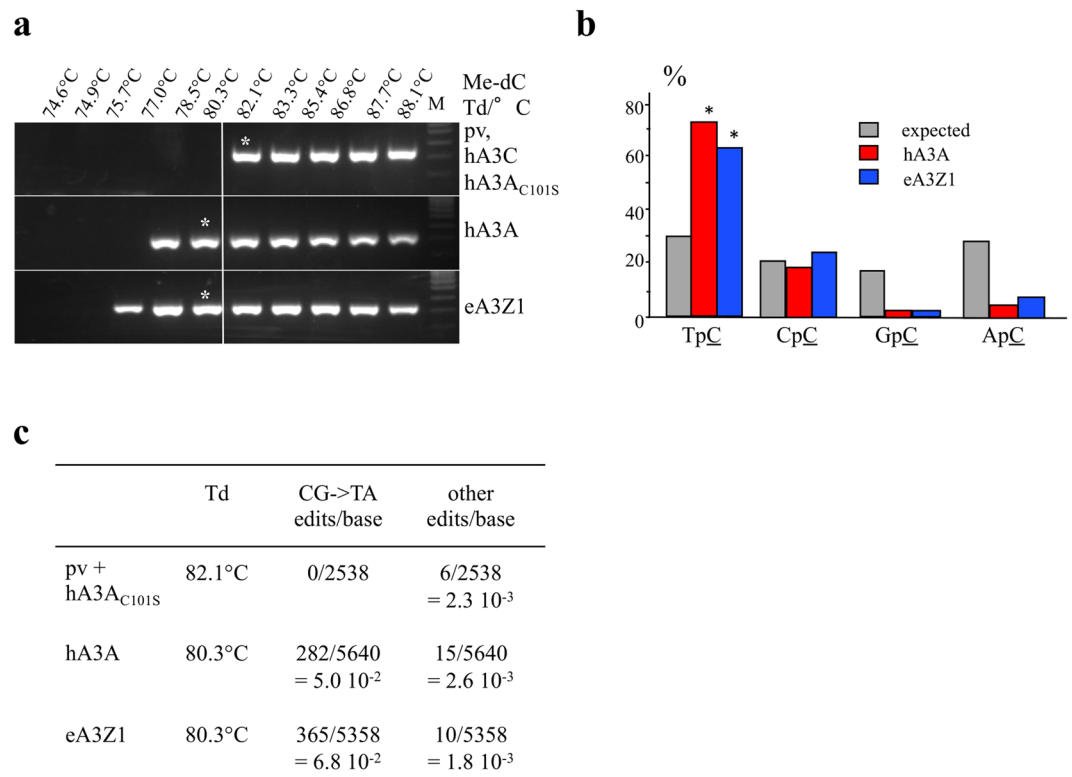 a
74.6°C 74.9°C 75.7°C 77.0°C 78.5°C 80.3°C 82.1°C 83.3°C 85.4°C 86.8°C 87.7°C 88.1°C
Me-dC
Td/° C
M
pv,
hA3C
hA3AC101S
*
hA3A
*
eA3Z1
*
b
%
80
60
40
20
0
* *
expected
hA3A
eA3Z1
TpC CpC GpC ApC
c
Td CG->TA other
edits/base edits/base
pv + 82.1°C 0/2538 6/2538
hA3AC101S = 2.3 10-3
hA3A 80.3°C 282/5640 15/5640
= 5.0 10-2 = 2.6 10-3
eA3Z1 80.3°C 365/5358 10/5358
= 6.8 10-2 = 1.8 10-3